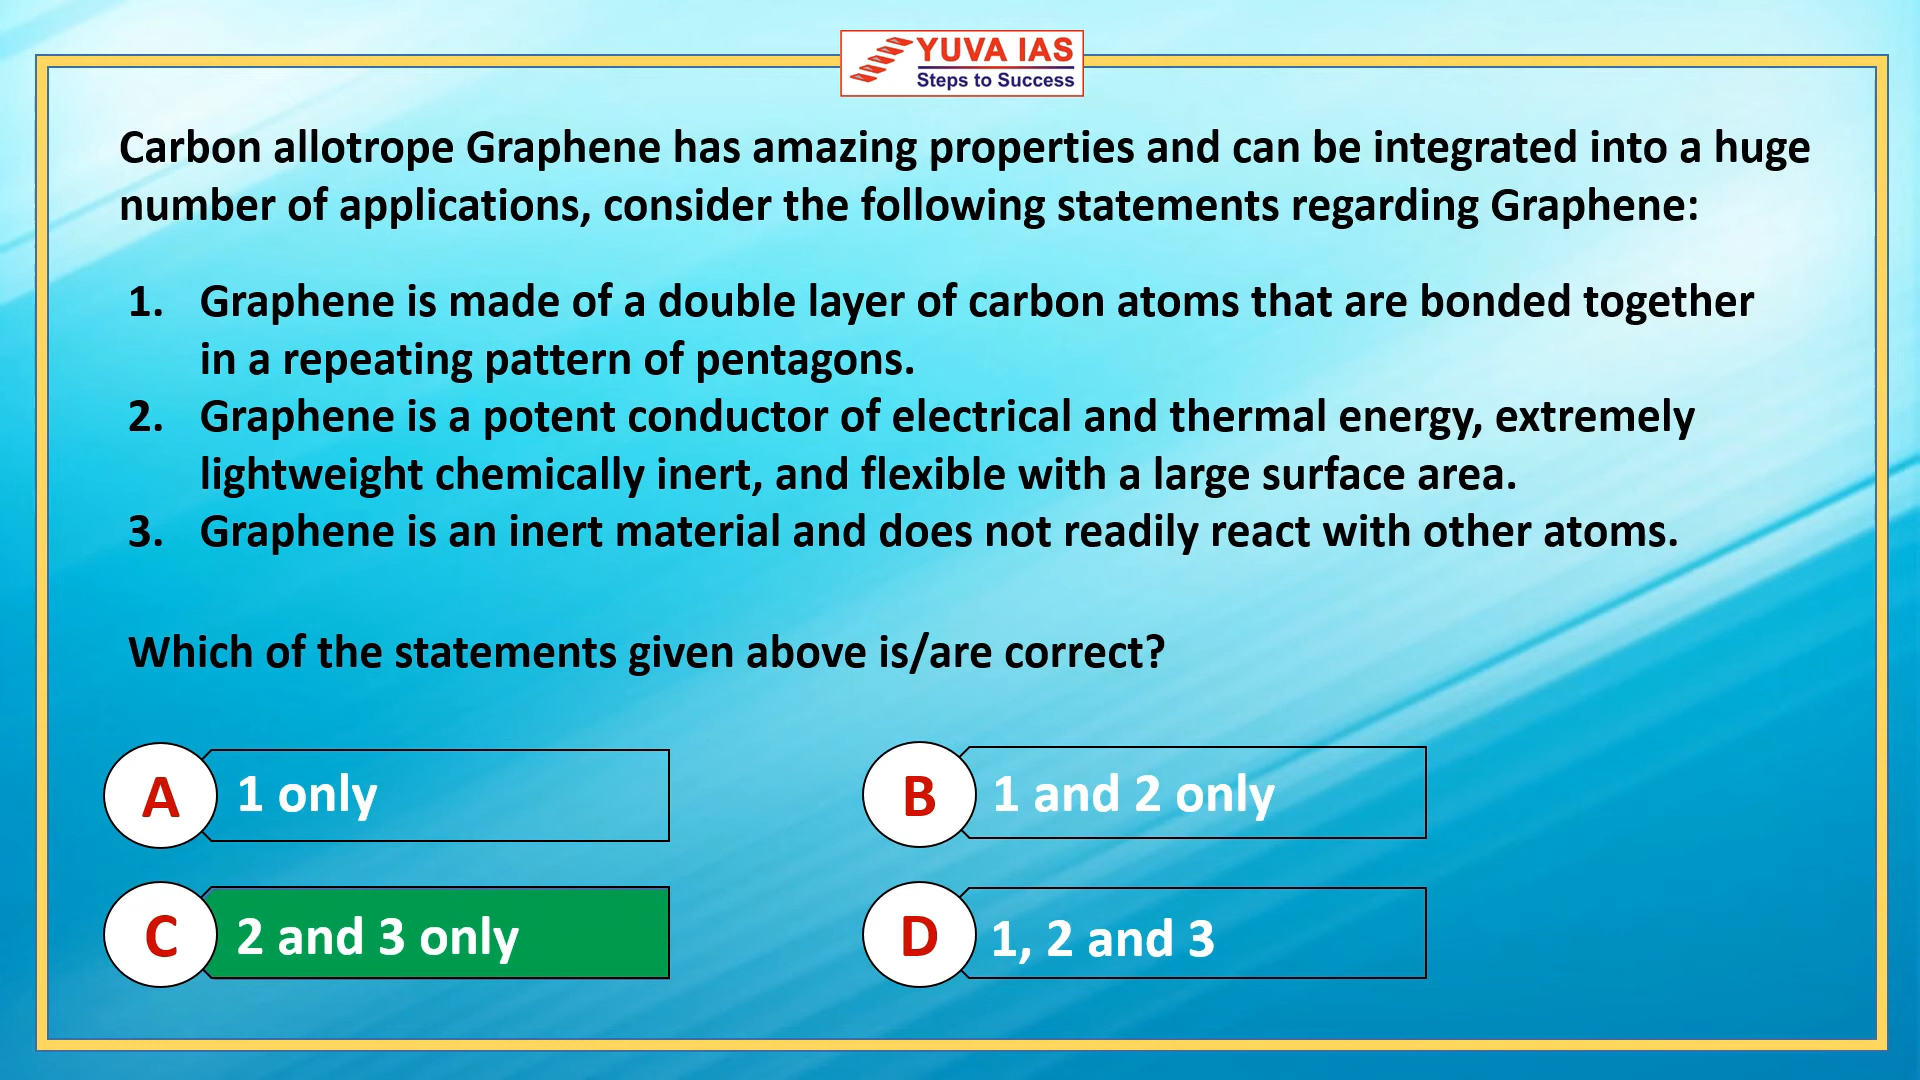 YUVA IAS
Steps to Success
Carbon allotrope Graphene has amazing properties and can be integrated into a huge
number of applications, consider the following statements regarding Graphene:
1. Graphene is made of a double layer of carbon atoms that are bonded together
in a repeating pattern of pentagons.
2. Graphene is a potent conductor of electrical and thermal energy, extremely
lightweight chemically inert, and flexible with a large surface area.
3. Graphene is an inert material and does not readily react with other atoms.
Which of the statements given above is/are correct?
A 1 only
B 1 and 2 only
C 2 and 3 only
D 1, 2 and 3